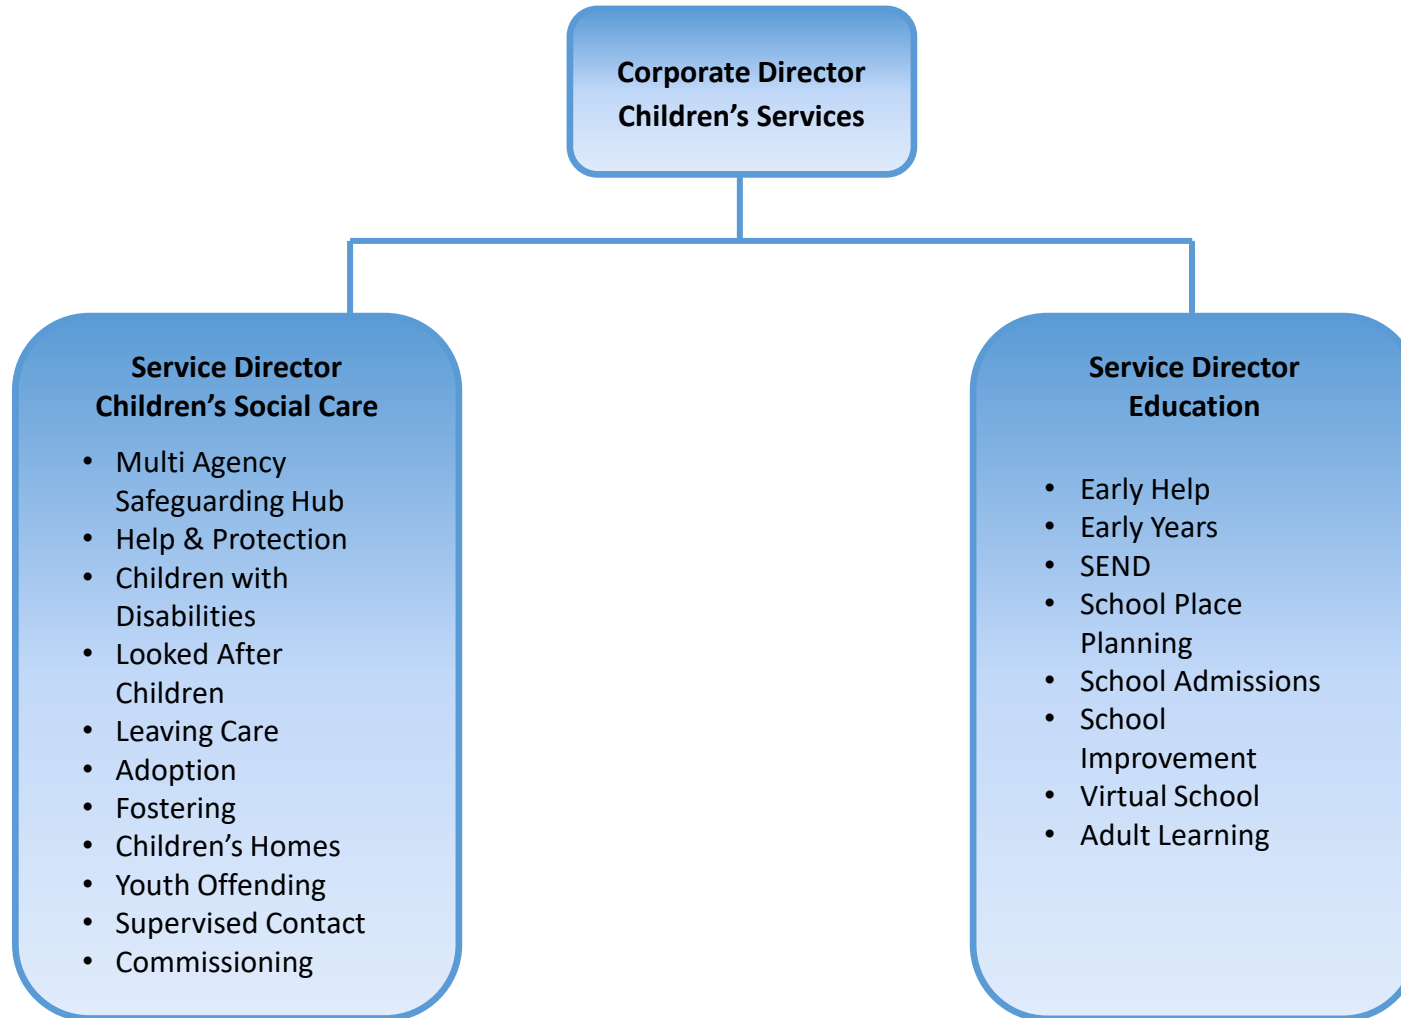 Corporate Director
Children’s Services
Service Director
Children’s Social Care
• Multi Agency
Safeguarding Hub
• Help & Protection
• Children with
Disabilities
• Looked After
Children
• Leaving Care
• Adoption
• Fostering
• Children’s Homes
• Youth Offending
• Supervised Contact
• Commissioning
Service Director
Education
• Early Help
• Early Years
• SEND
• School Place
Planning
• School Admissions
• School
Improvement
• Virtual School
• Adult Learning